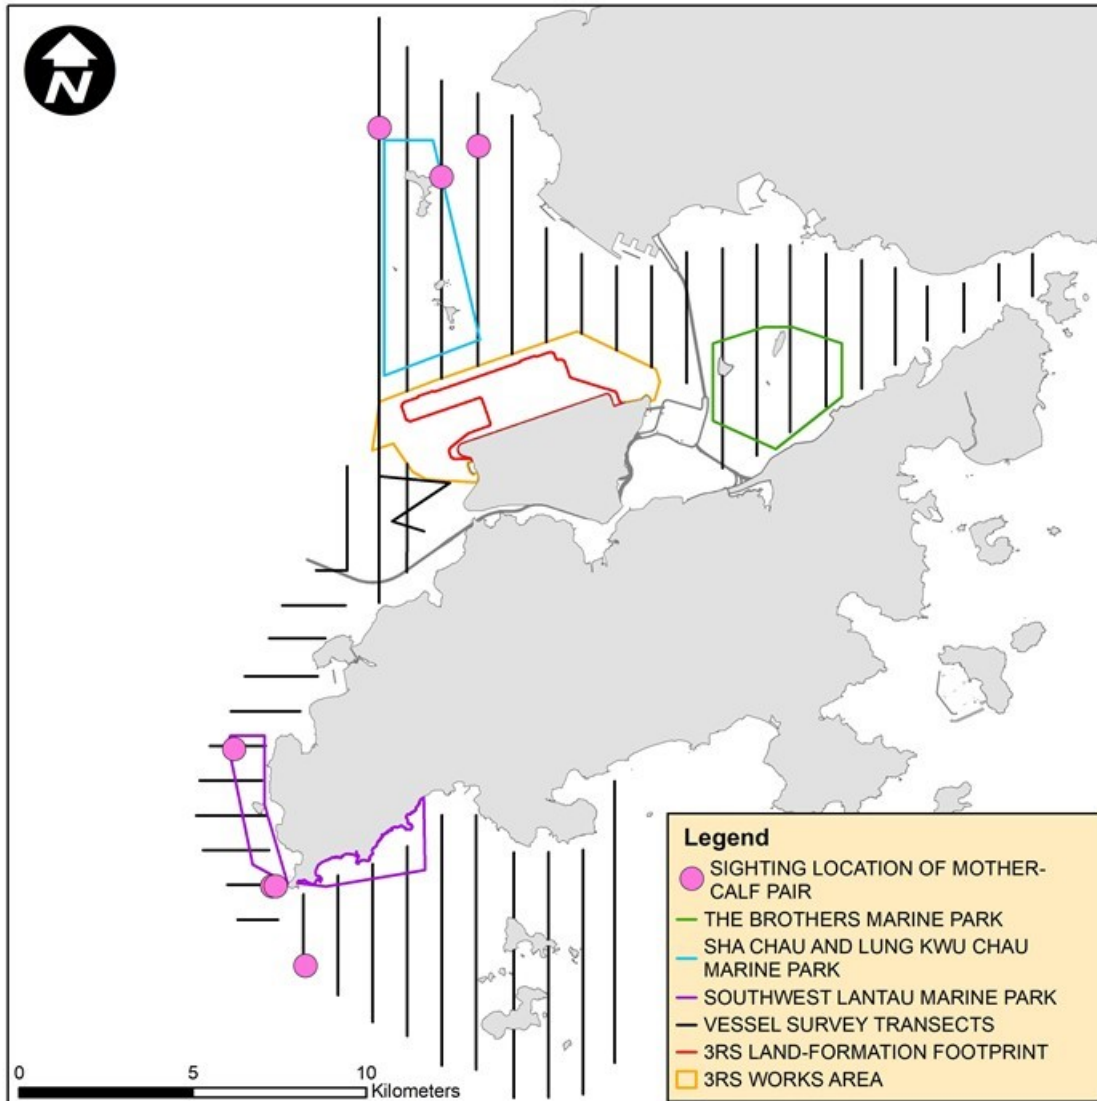 N
Legend
SIGHTING LOCATION OF MOTHER-
CALF PAIR
THE BROTHERS MARINE PARK
SHA CHAU AND LUNG KWU CHAU
MARINE PARK
SOUTHWEST LANTAU MARINE PARK
VESSEL SURVEY TRANSECTS
3RS LAND-FORMATION FOOTPRINT
3RS WORKS AREA
0 5 10
Kilometers